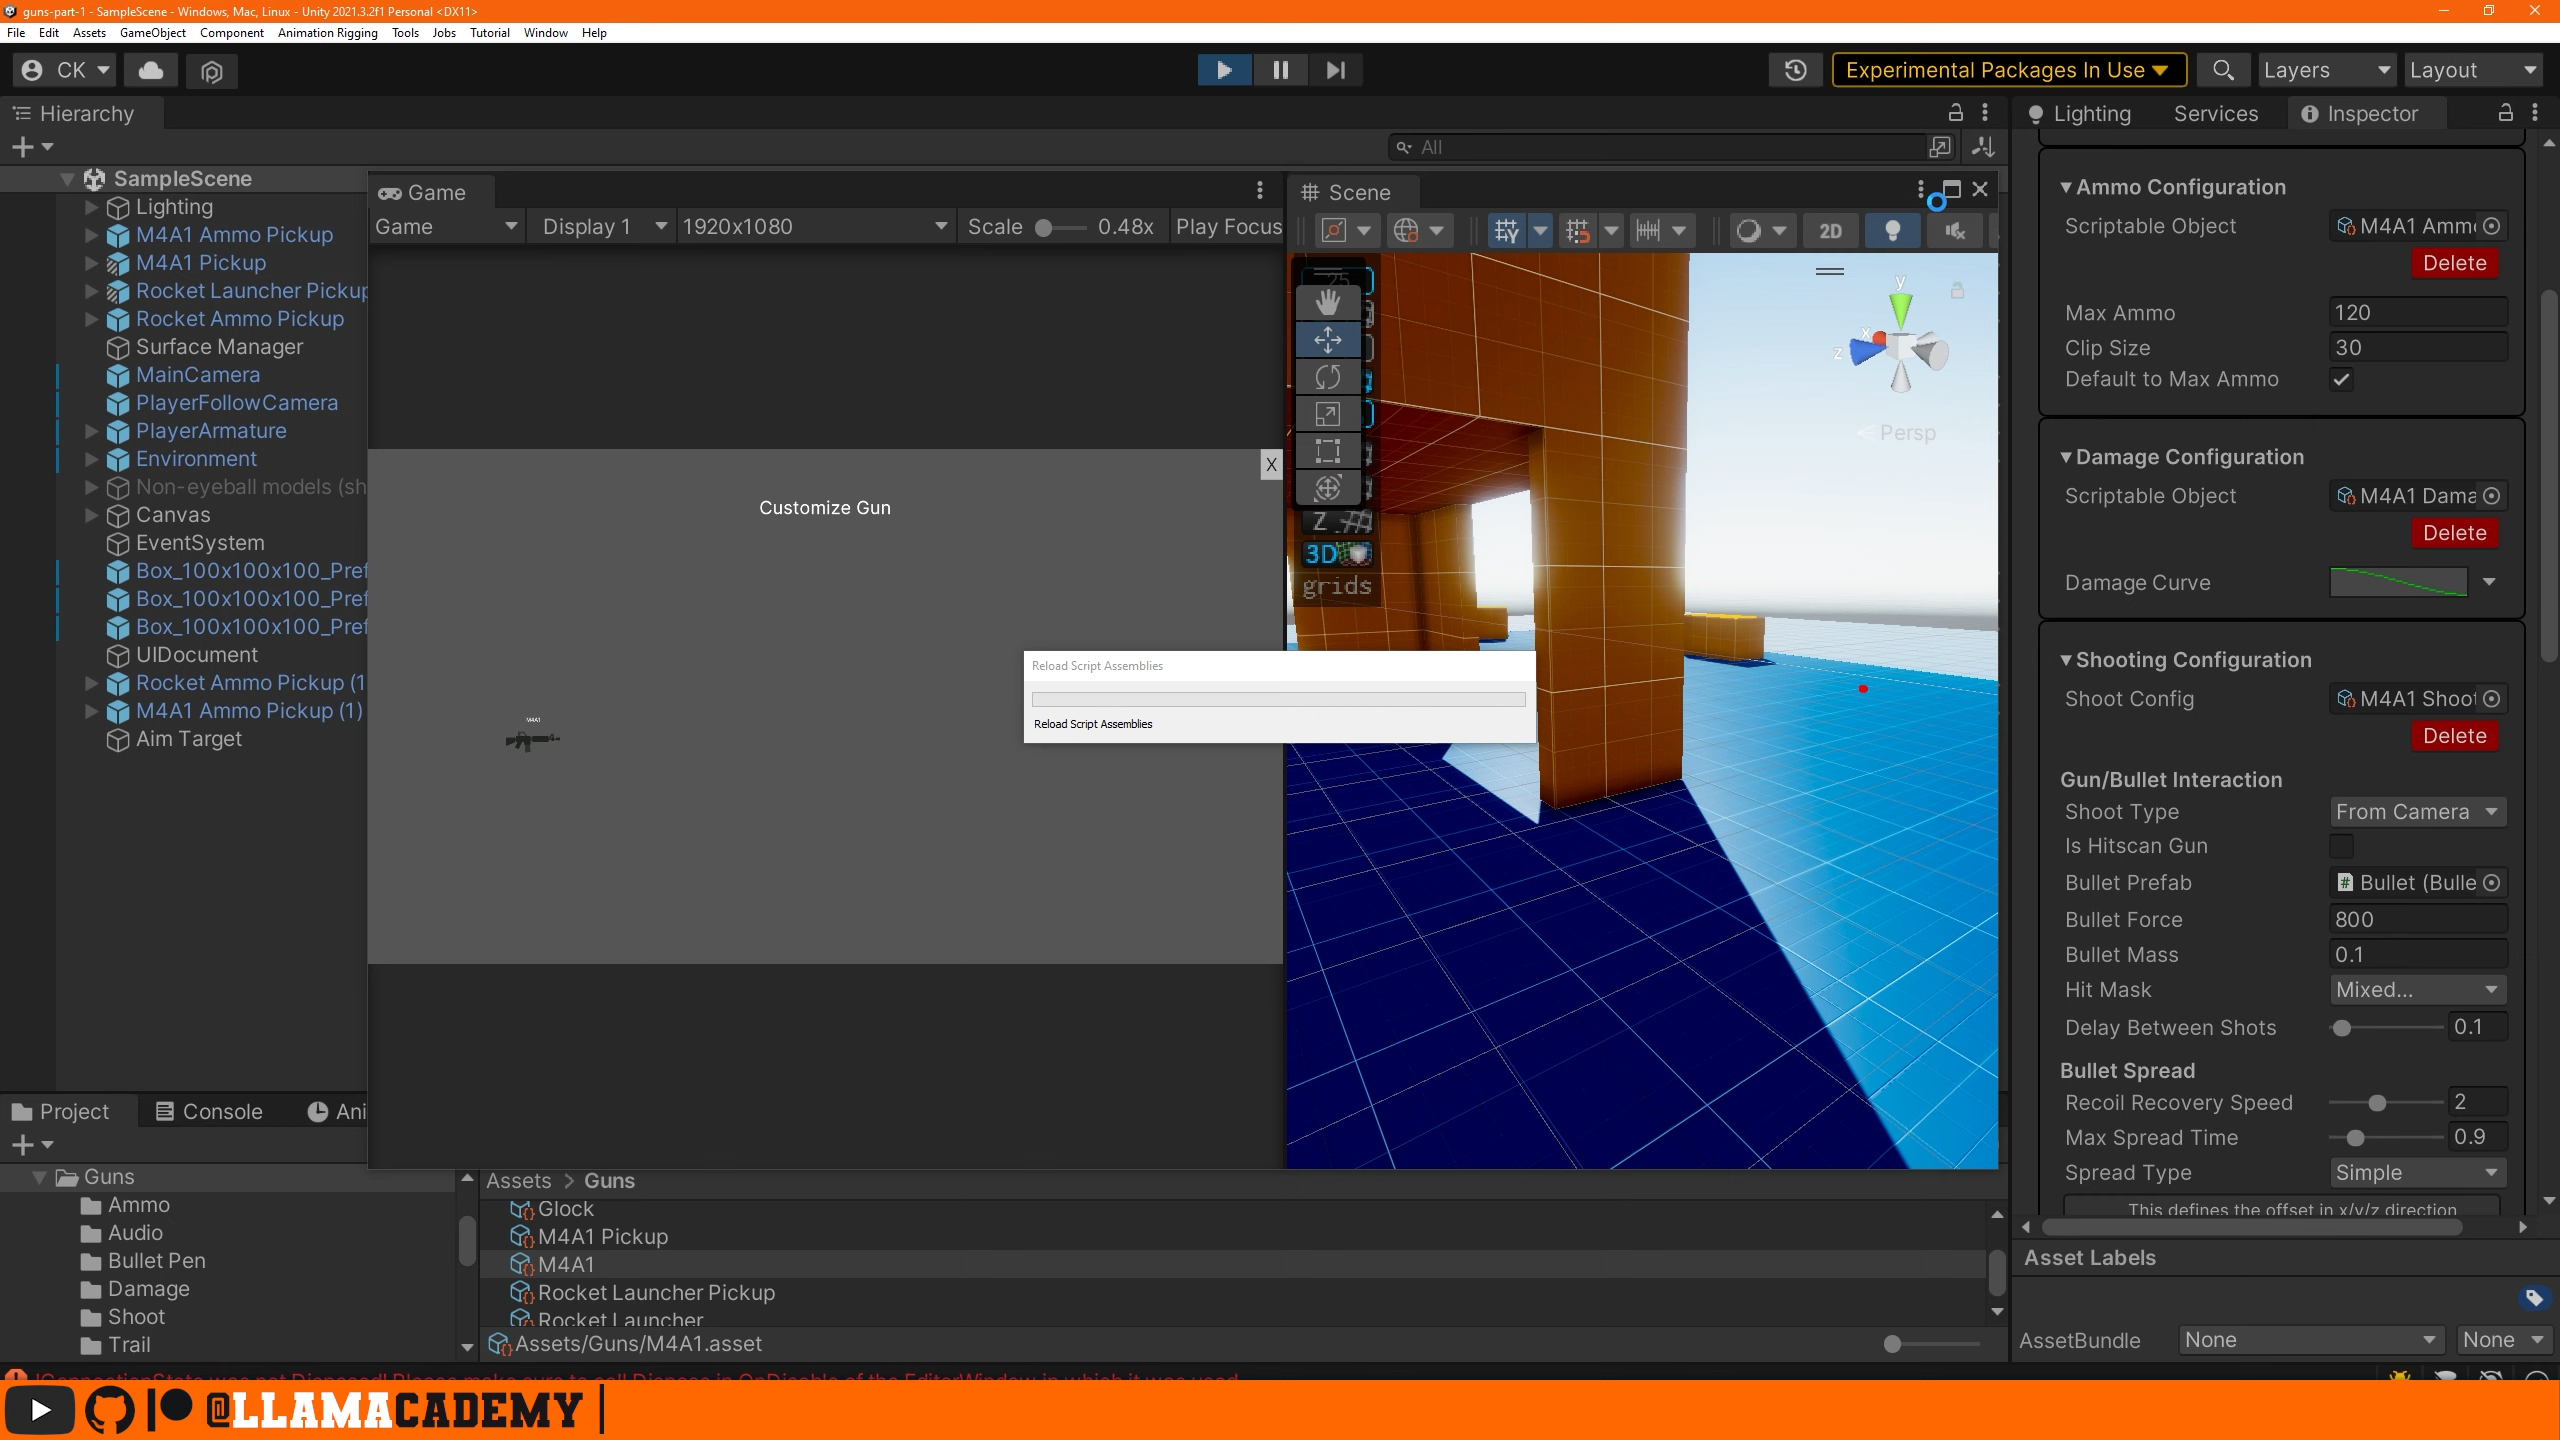 guns-part-1 - SampleScene - Windows, Mac, Linux - Unity 2021.3.2f1 Personal <DX11>
File Edit Assets GameObject Component Animation Rigging Tools Jobs Tutorial Window Help
CK
Experimental Packages In Use
Layers
Layout
Hierarchy
All
SampleScene
Lighting
M4A1 Ammo Pickup
M4A1 Pickup
Rocket Launcher Pickup
Rocket Ammo Pickup
Surface Manager
MainCamera
PlayerFollowCamera
PlayerArmature
Environment
Non-eyeball models (sh
Canvas
EventSystem
Box_100x100x100_Pref
Box_100x100x100_Pref
Box_100x100x100_Pref
UIDocument
Rocket Ammo Pickup (1
M4A1 Ammo Pickup (1)
Aim Target
Game
Game Display 1 1920x1080 Scale 0.48x Play Focus
X
Customize Gun
M4A1
Scene
2D
y
x
z
Persp
Z
3D
grids
Reload Script Assemblies
Reload Script Assemblies
Lighting Services Inspector
Ammo Configuration
Scriptable Object M4A1 Amm
Delete
Max Ammo 120
Clip Size 30
Default to Max Ammo
Damage Configuration
Scriptable Object M4A1 Dama
Delete
Damage Curve
Shooting Configuration
Shoot Config M4A1 Shoot
Delete
Gun/Bullet Interaction
Shoot Type From Camera
Is Hitscan Gun
Bullet Prefab # Bullet (Bulle
Bullet Force 800
Bullet Mass 0.1
Hit Mask Mixed...
Delay Between Shots 0.1
Bullet Spread
Recoil Recovery Speed 2
Max Spread Time 0.9
Spread Type Simple
This defines the offset in x/y/z direction
Asset Labels
AssetBundle None None
Project Console Ani
Guns
Ammo
Audio
Bullet Pen
Damage
Shoot
Trail
Assets > Guns
Glock
M4A1 Pickup
M4A1
Rocket Launcher Pickup
Rocket Launcher
Assets/Guns/M4A1.asset
@LLAMACADEMY